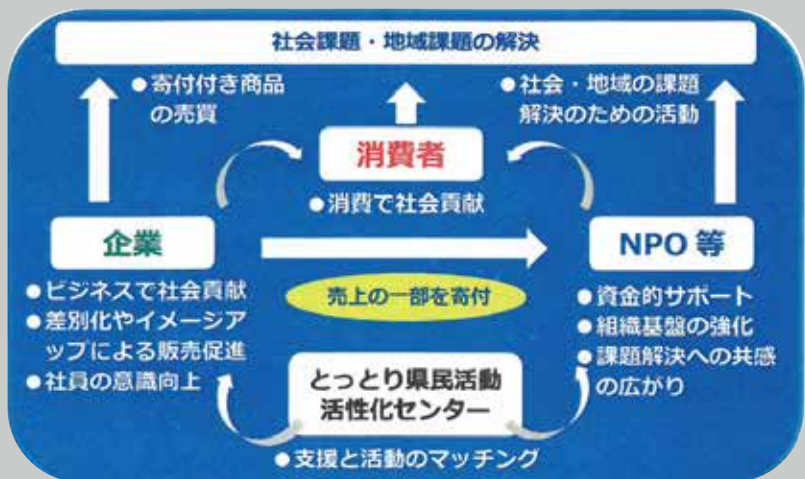 社会課題・地域課題の解決
●寄付付き商品
の売買
●社会・地域の課題
解決のための活動
消費者
●消費で社会貢献
企業
NPO 等
●ビジネスで社会貢献
●差別化やイメージア
ップによる販売促進
●社員の意識向上
売上の一部を寄付
●資金的サポート
●組織基盤の強化
●課題解決への共感
の広がり
とっとり県民活動
活性化センター
●支援と活動のマッチング